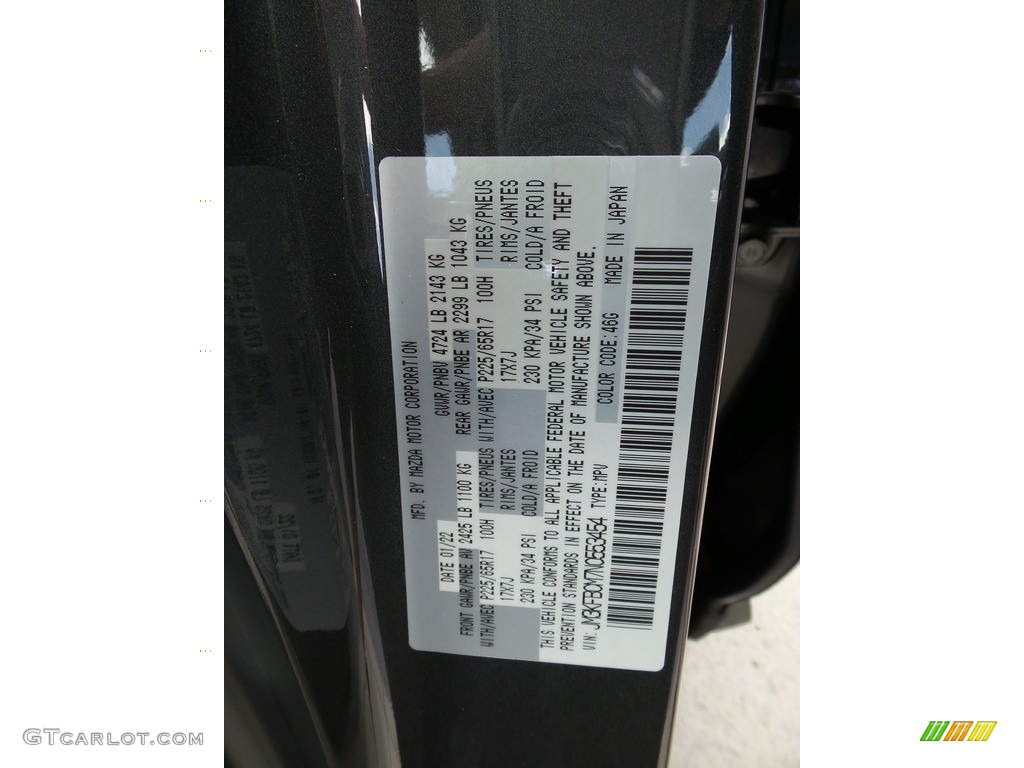 MFD. BY MAZDA MOTOR CORPORATION
DATE 01/22 GVWR/PNBV 4724 LB 2143 KG
FRONT GAWR/PNBE AV 2425 LB 1100 KG REAR GAWR/PNBE AR 2299 LB 1043 KG
WITH/AVEC P225/65R17 100H TIRES/PNEUS WITH/AVEC P225/65R17 100H TIRES/PNEUS
17X7J RIMS/JANTES 17X7J RIMS/JANTES
230 KPA/34 PSI COLD/A FROID 230 KPA/34 PSI COLD/A FROID
THIS VEHICLE CONFORMS TO ALL APPLICABLE FEDERAL MOTOR VEHICLE SAFETY AND THEFT
PREVENTION STANDARDS IN EFFECT ON THE DATE OF MANUFACTURE SHOWN ABOVE.
VIN: JM3KFBCM7N0553454 TYPE:MPV COLOR CODE:46G MADE IN JAPAN
GTCARLOT.COM